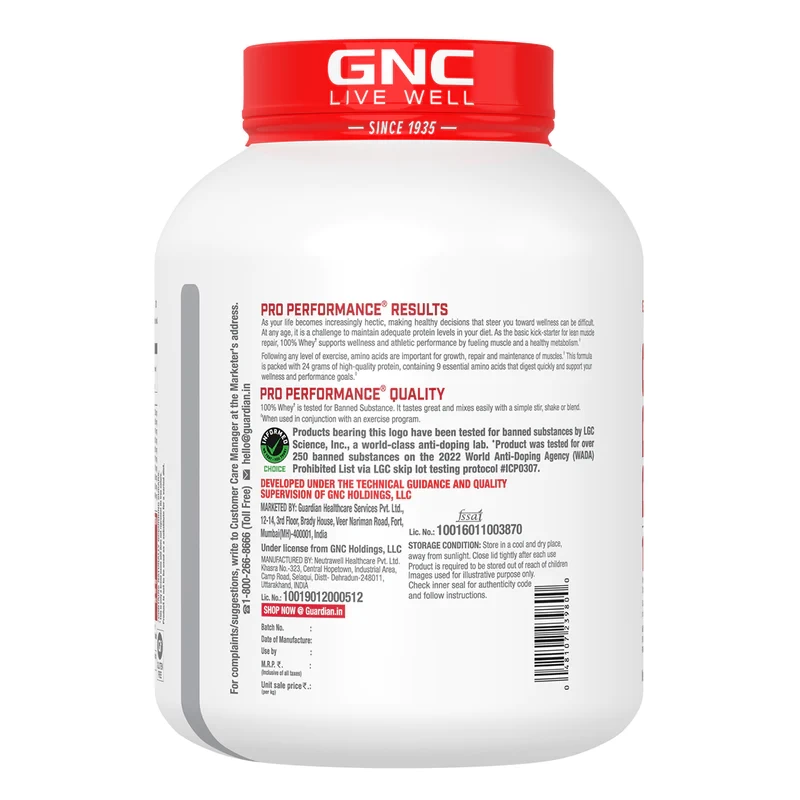 GNC
LIVE WELL
— SINCE 1935 —
For complaints/suggestions, write to Customer Care Manager at the Marketer's address.
☎1-800-266-8666 (Toll Free) ✉ hello@guardian.in
PRO PERFORMANCE® RESULTS
As your life becomes increasingly hectic, making healthy decisions that steer you toward wellness can be difficult.
At any age, it is a challenge to maintain adequate protein levels in your diet. As the basic kick-starter for lean muscle
repair, 100% Whey‡ supports wellness and athletic performance by fueling muscle and a healthy metabolism.‡
Following any level of exercise, amino acids are important for growth, repair and maintenance of muscles.‡ This formula
is packed with 24 grams of high-quality protein, containing 9 essential amino acids that digest quickly and support your
wellness and performance goals.‡
PRO PERFORMANCE® QUALITY
100% Whey‡ is tested for Banned Substance. It tastes great and mixes easily with a simple stir, shake or blend.
‡When used in conjunction with an exercise program.
INFORMED
CHOICE
Products bearing this logo have been tested for banned substances by LGC
Science, Inc., a world-class anti-doping lab. *Product was tested for over
250 banned substances on the 2022 World Anti-Doping Agency (WADA)
Prohibited List via LGC skip lot testing protocol #ICP0307.
DEVELOPED UNDER THE TECHNICAL GUIDANCE AND QUALITY
SUPERVISION OF GNC HOLDINGS, LLC
MARKETED BY: Guardian Healthcare Services Pvt. Ltd.,
12-14, 3rd Floor, Brady House, Veer Nariman Road, Fort,
Mumbai(MH)-400001, India
Under license from GNC Holdings, LLC
MANUFACTURED BY: Neutrawell Healthcare Pvt. Ltd.
Khasra No.-323, Central Hopetown, Industrial Area,
Camp Road, Selaqui, Distt- Dehradun-248011,
Uttarakhand, INDIA
Lic. No.: 10019012000512
SHOP NOW @ Guardian.in
fssai
Lic. No.: 10016011003870
STORAGE CONDITION: Store in a cool and dry place,
away from sunlight. Close lid tightly after each use
Product is required to be stored out of reach of children
Images used for illustrative purpose only.
Check inner seal for authenticity code
and follow instructions.
Batch No. :
Date of Manufacture:
Use by :
M.R.P. ₹. :
(Inclusive of all taxes)
Unit sale price₹.:
(per kg)
0 48107 23980 0